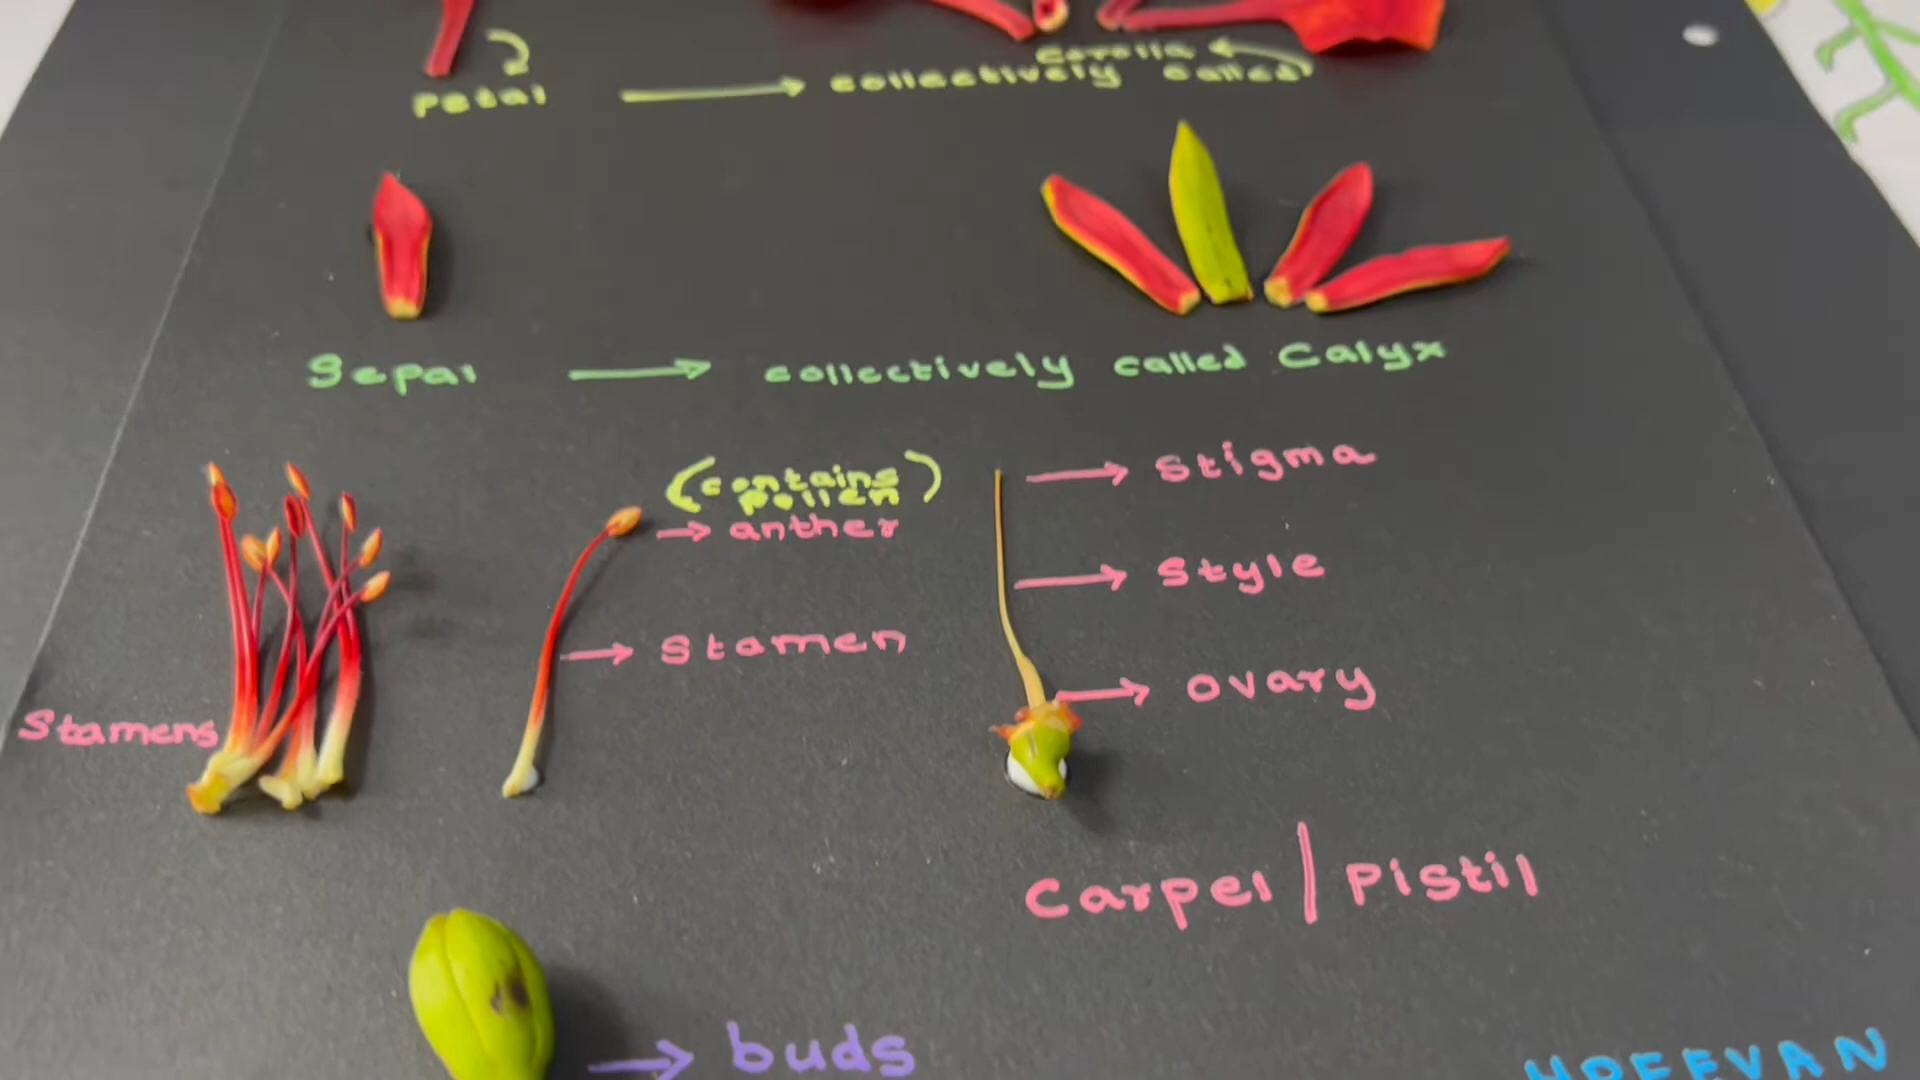 Petal → collectively called
Corolla
Sepal → collectively called Calyx
(contains
pollen)
→ anther
→ Stamen
Stamens
→ Stigma
→ Style
→ Ovary
Carpel | Pistil
→ buds